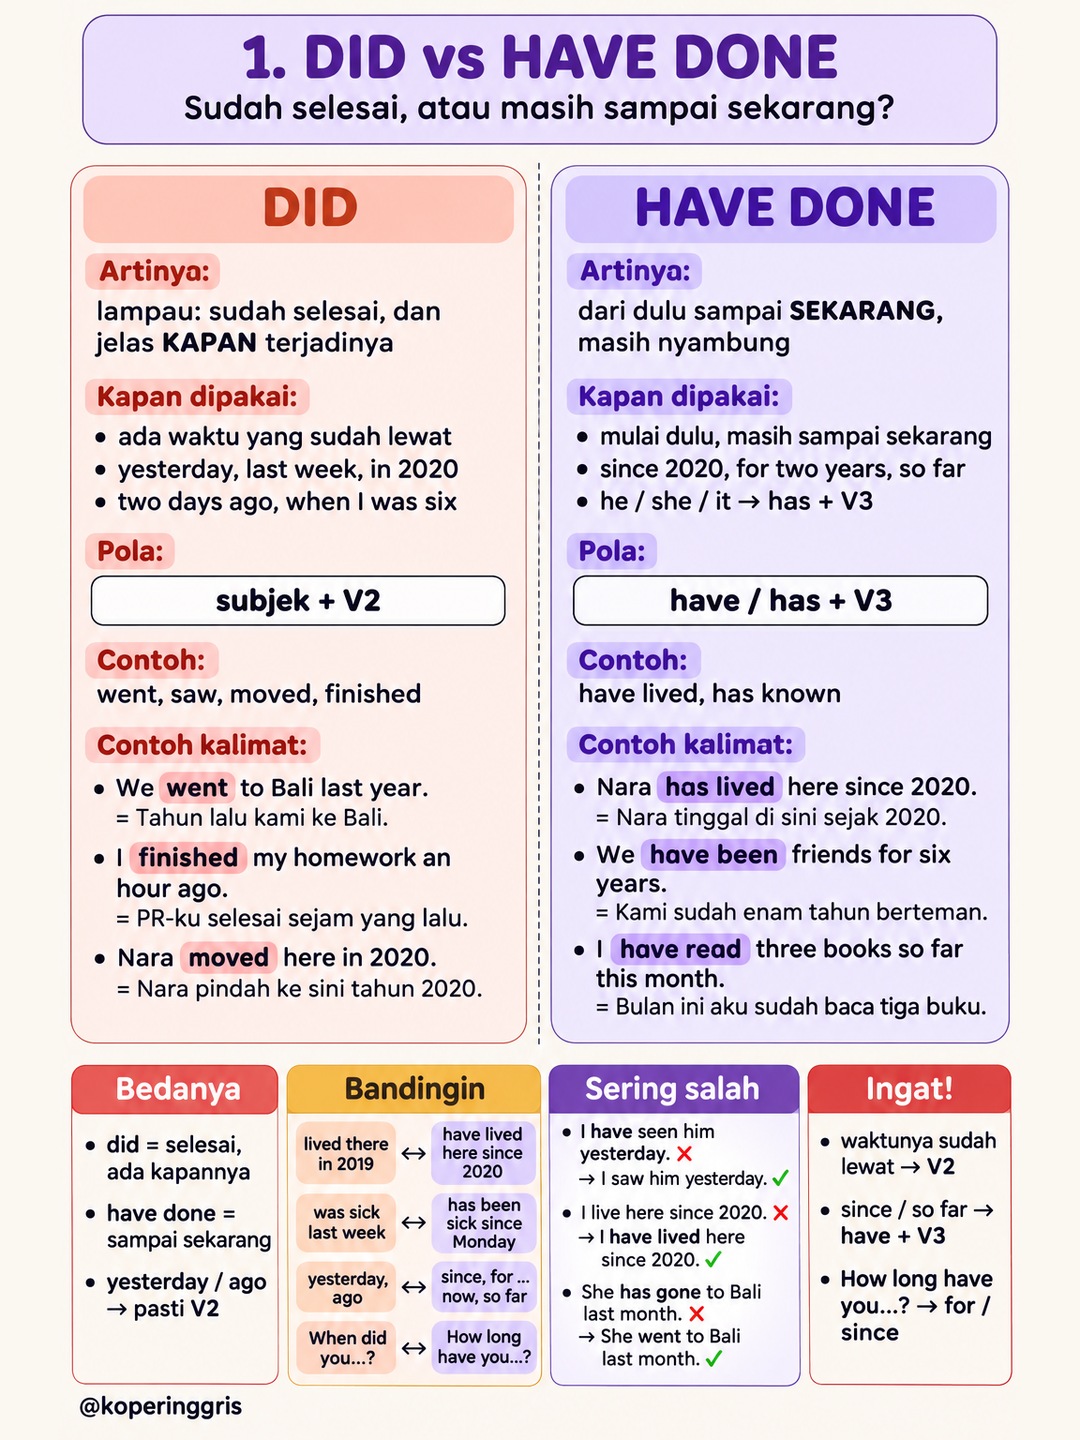 1. DID vs HAVE DONE
Sudah selesai, atau masih sampai sekarang?
DID
Artinya:
lampau: sudah selesai, dan
jelas KAPAN terjadinya
Kapan dipakai:
• ada waktu yang sudah lewat
• yesterday, last week, in 2020
• two days ago, when I was six
Pola:
subjek + V2
Contoh:
went, saw, moved, finished
Contoh kalimat:
• We went to Bali last year.
= Tahun lalu kami ke Bali.
• I finished my homework an
hour ago.
= PR-ku selesai sejam yang lalu.
• Nara moved here in 2020.
= Nara pindah ke sini tahun 2020.
HAVE DONE
Artinya:
dari dulu sampai SEKARANG,
masih nyambung
Kapan dipakai:
• mulai dulu, masih sampai sekarang
• since 2020, for two years, so far
• he / she / it → has + V3
Pola:
have / has + V3
Contoh:
have lived, has known
Contoh kalimat:
• Nara has lived here since 2020.
= Nara tinggal di sini sejak 2020.
• We have been friends for six
years.
= Kami sudah enam tahun berteman.
• I have read three books so far
this month.
= Bulan ini aku sudah baca tiga buku.
Bedanya
• did = selesai,
ada kapannya
• have done =
sampai sekarang
• yesterday / ago
→ pasti V2
Bandingin
lived there
in 2019
↔
have lived
here since
2020
was sick
last week
↔
has been
sick since
Monday
yesterday,
ago
↔
since, for ...
now, so far
When did
you...?
↔
How long
have you...?
Sering salah
• I have seen him
yesterday. ❌
→ I saw him yesterday. ✓
• I live here since 2020. ❌
→ I have lived here
since 2020. ✓
• She has gone to Bali
last month. ❌
→ She went to Bali
last month. ✓
Ingat!
• waktunya sudah
lewat → V2
• since / so far →
have + V3
• How long have
you...? → for /
since
@koperinggris